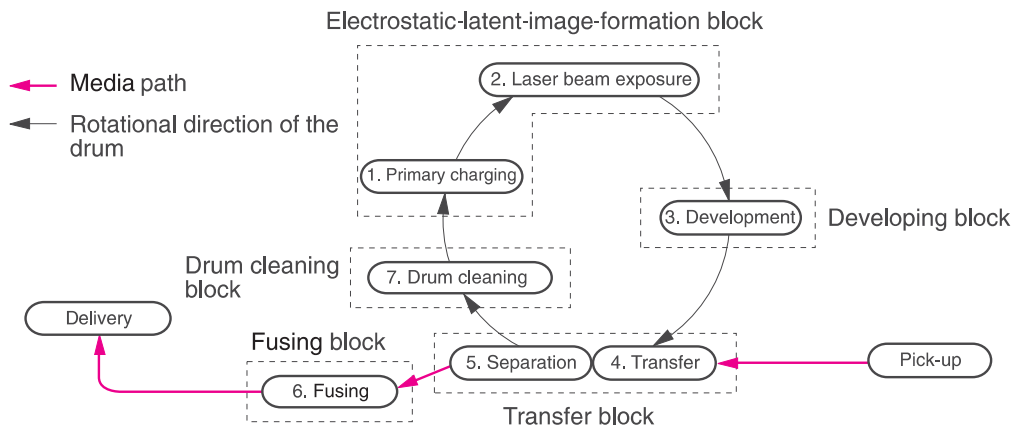 Electrostatic-latent-image-formation block
Media path
Rotational direction of the
drum
2. Laser beam exposure
1. Primary charging
3. Development
Developing block
Drum cleaning
block
7. Drum cleaning
Delivery
Fusing block
6. Fusing
5. Separation
4. Transfer
Pick-up
Transfer block